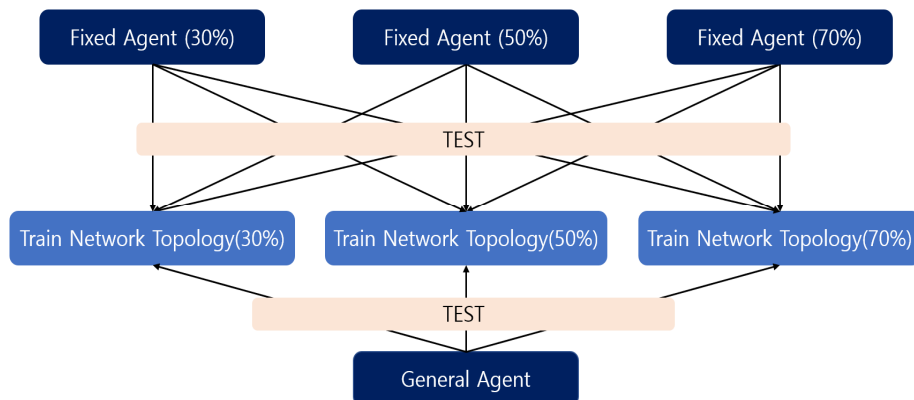 Fixed Agent (30%)
Fixed Agent (50%)
Fixed Agent (70%)
TEST
Train Network Topology(30%)
Train Network Topology(50%)
Train Network Topology(70%)
TEST
General Agent